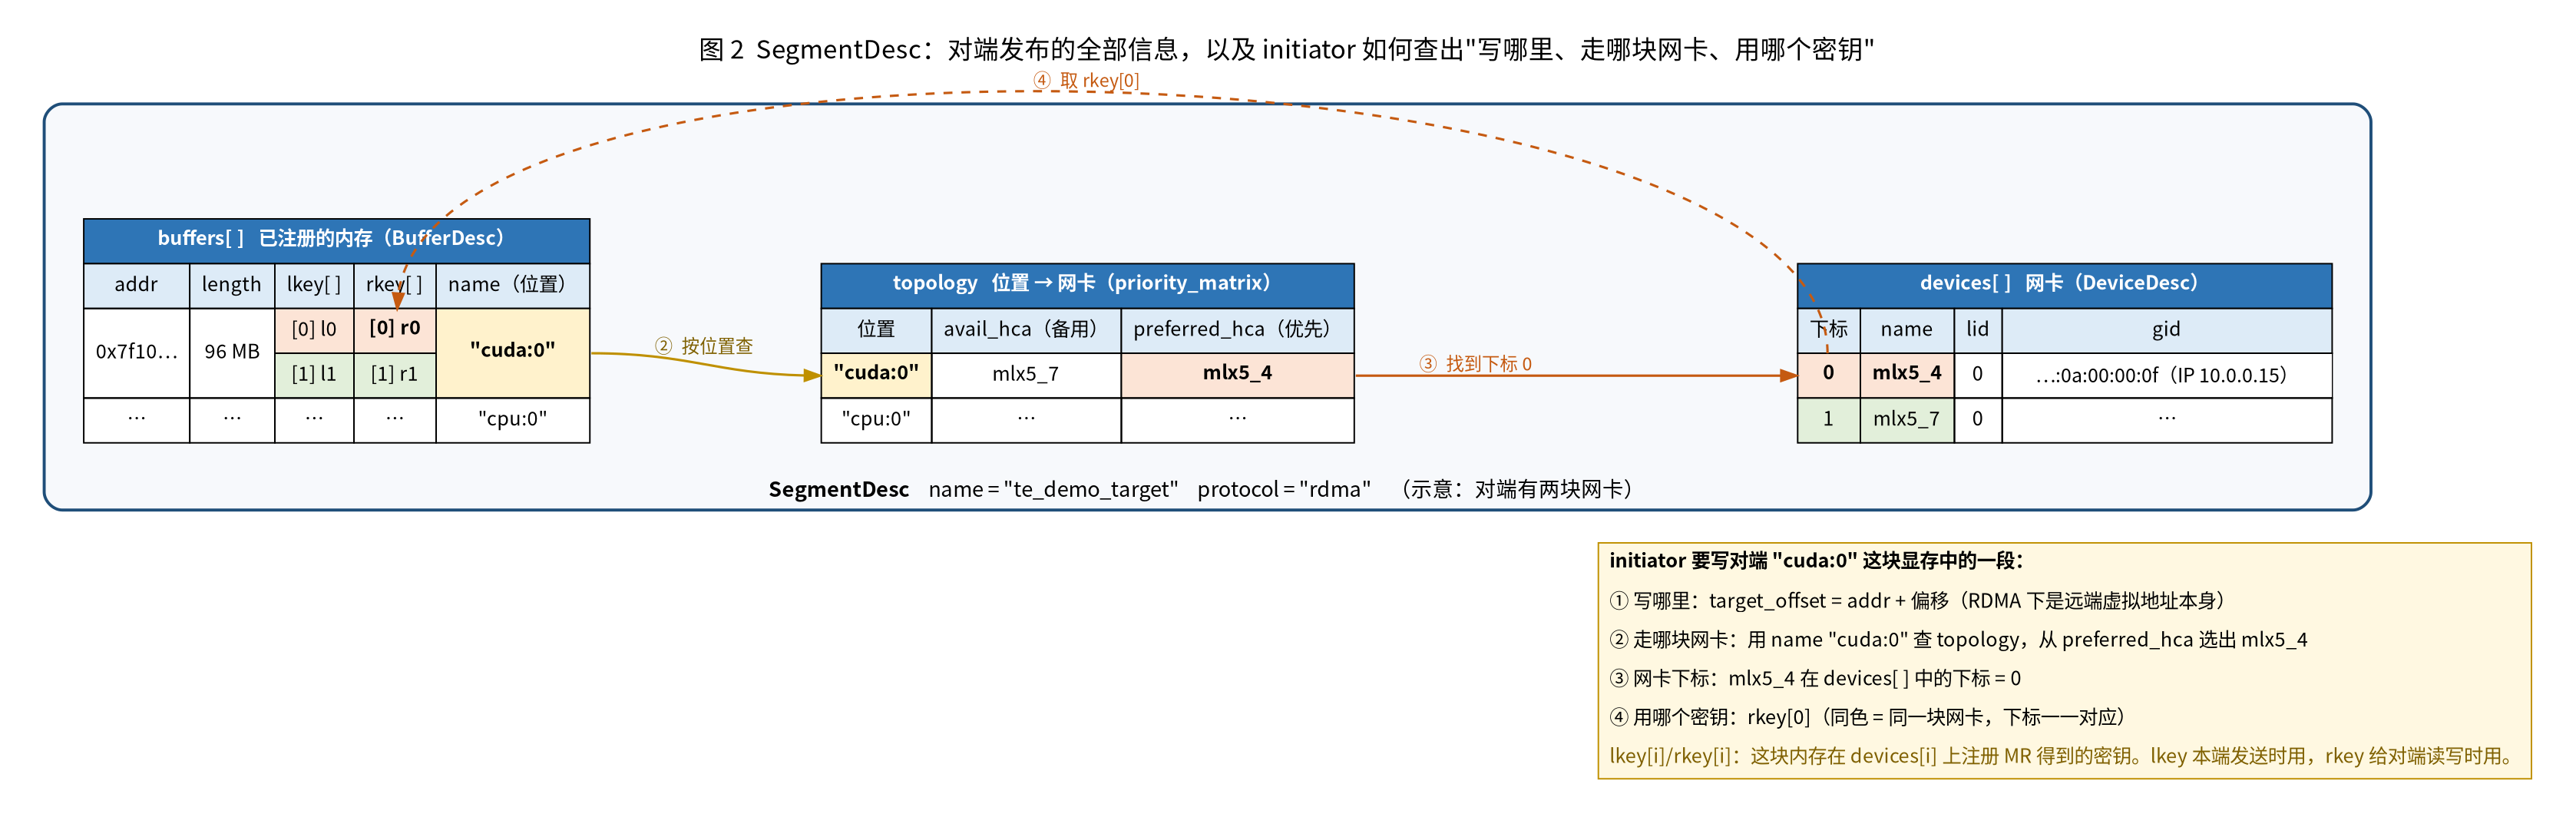 图 2 SegmentDesc：对端发布的全部信息，以及 initiator 如何查出"写哪里、走哪块网卡、用哪个密钥"
④ 取 rkey[0]
buffers[ ] 已注册的内存（BufferDesc）
addr length lkey[ ] rkey[ ] name（位置）
0x7f10… 96 MB [0] l0 [0] r0 "cuda:0"
[1] l1 [1] r1
… … … … "cpu:0"
② 按位置查
topology 位置 → 网卡（priority_matrix）
位置 avail_hca（备用） preferred_hca（优先）
"cuda:0" mlx5_7 mlx5_4
"cpu:0" … …
③ 找到下标 0
devices[ ] 网卡（DeviceDesc）
下标 name lid gid
0 mlx5_4 0 …:0a:00:00:0f（IP 10.0.0.15）
1 mlx5_7 0 …
SegmentDesc name = "te_demo_target" protocol = "rdma" （示意：对端有两块网卡）
initiator 要写对端 "cuda:0" 这块显存中的一段：
① 写哪里：target_offset = addr + 偏移（RDMA 下是远端虚拟地址本身）
② 走哪块网卡：用 name "cuda:0" 查 topology，从 preferred_hca 选出 mlx5_4
③ 网卡下标：mlx5_4 在 devices[ ] 中的下标 = 0
④ 用哪个密钥：rkey[0]（同色 = 同一块网卡，下标一一对应）
lkey[i]/rkey[i]：这块内存在 devices[i] 上注册 MR 得到的密钥。lkey 本端发送时用，rkey 给对端读写时用。